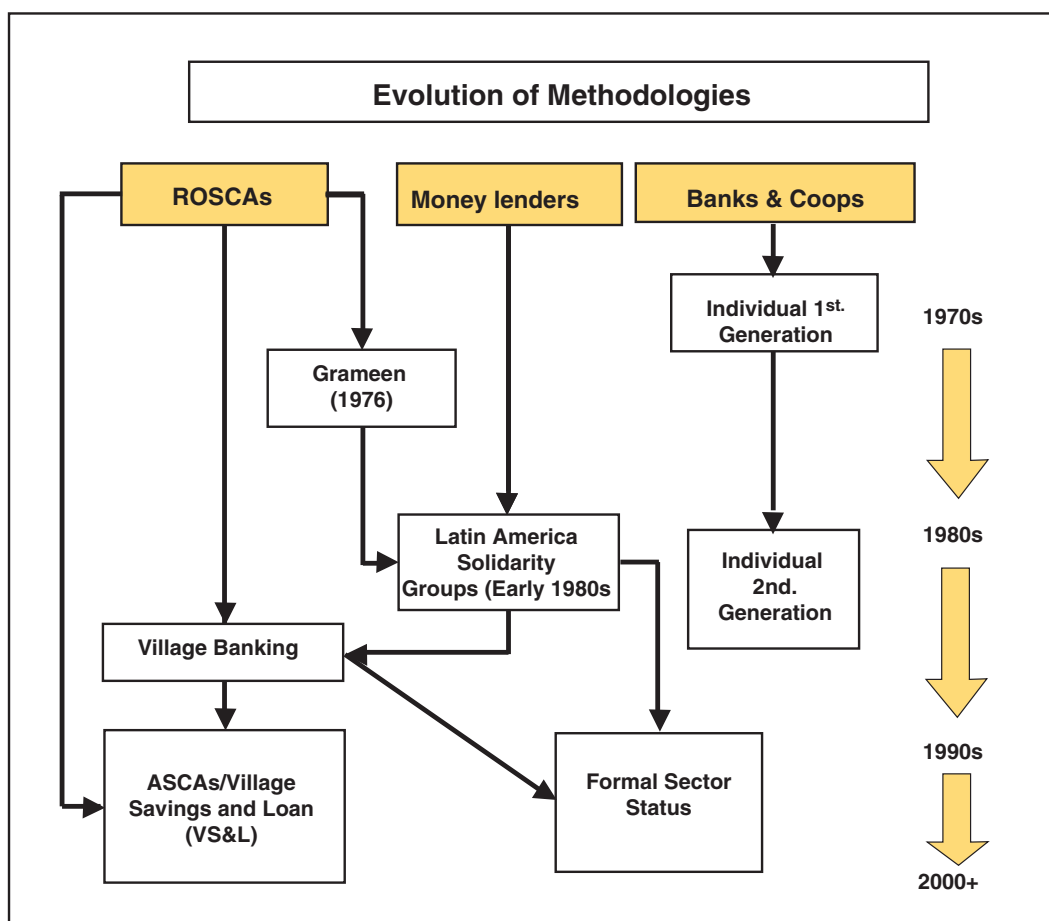 Evolution of Methodologies
ROSCAs
Money lenders
Banks & Coops
Individual 1st.
Generation
1970s
Grameen
(1976)
Latin America
Solidarity
Groups (Early 1980s
Individual
2nd.
Generation
1980s
Village Banking
ASCAs/Village
Savings and Loan
(VS&L)
Formal Sector
Status
1990s
2000+